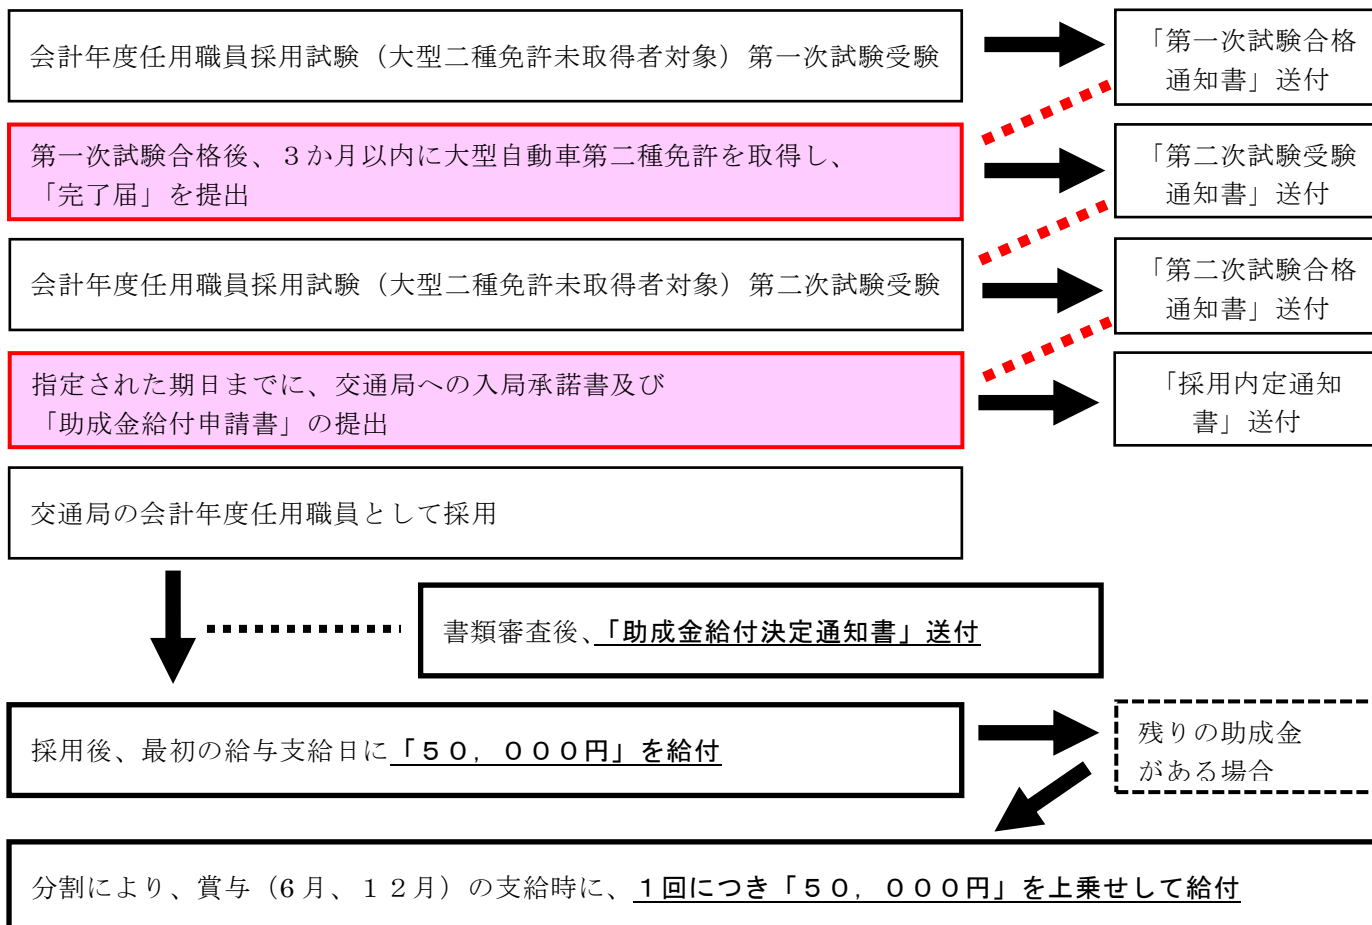 会計年度任用職員採用試験（大型二種免許未取得者対象）第一次試験受験
「第一次試験合格
通知書」送付
第一次試験合格後、３か月以内に大型自動車第二種免許を取得し、
「完了届」を提出
「第二次試験受験
通知書」送付
会計年度任用職員採用試験（大型二種免許未取得者対象）第二次試験受験
「第二次試験合格
通知書」送付
指定された期日までに、交通局への入局承諾書及び
「助成金給付申請書」の提出
「採用内定通知
書」送付
交通局の会計年度任用職員として採用
書類審査後、「助成金給付決定通知書」送付
採用後、最初の給与支給日に「５０，０００円」を給付
残りの助成金
がある場合
分割により、賞与（6 月、１２月）の支給時に、１回につき「５０，０００円」を上乗せして給付